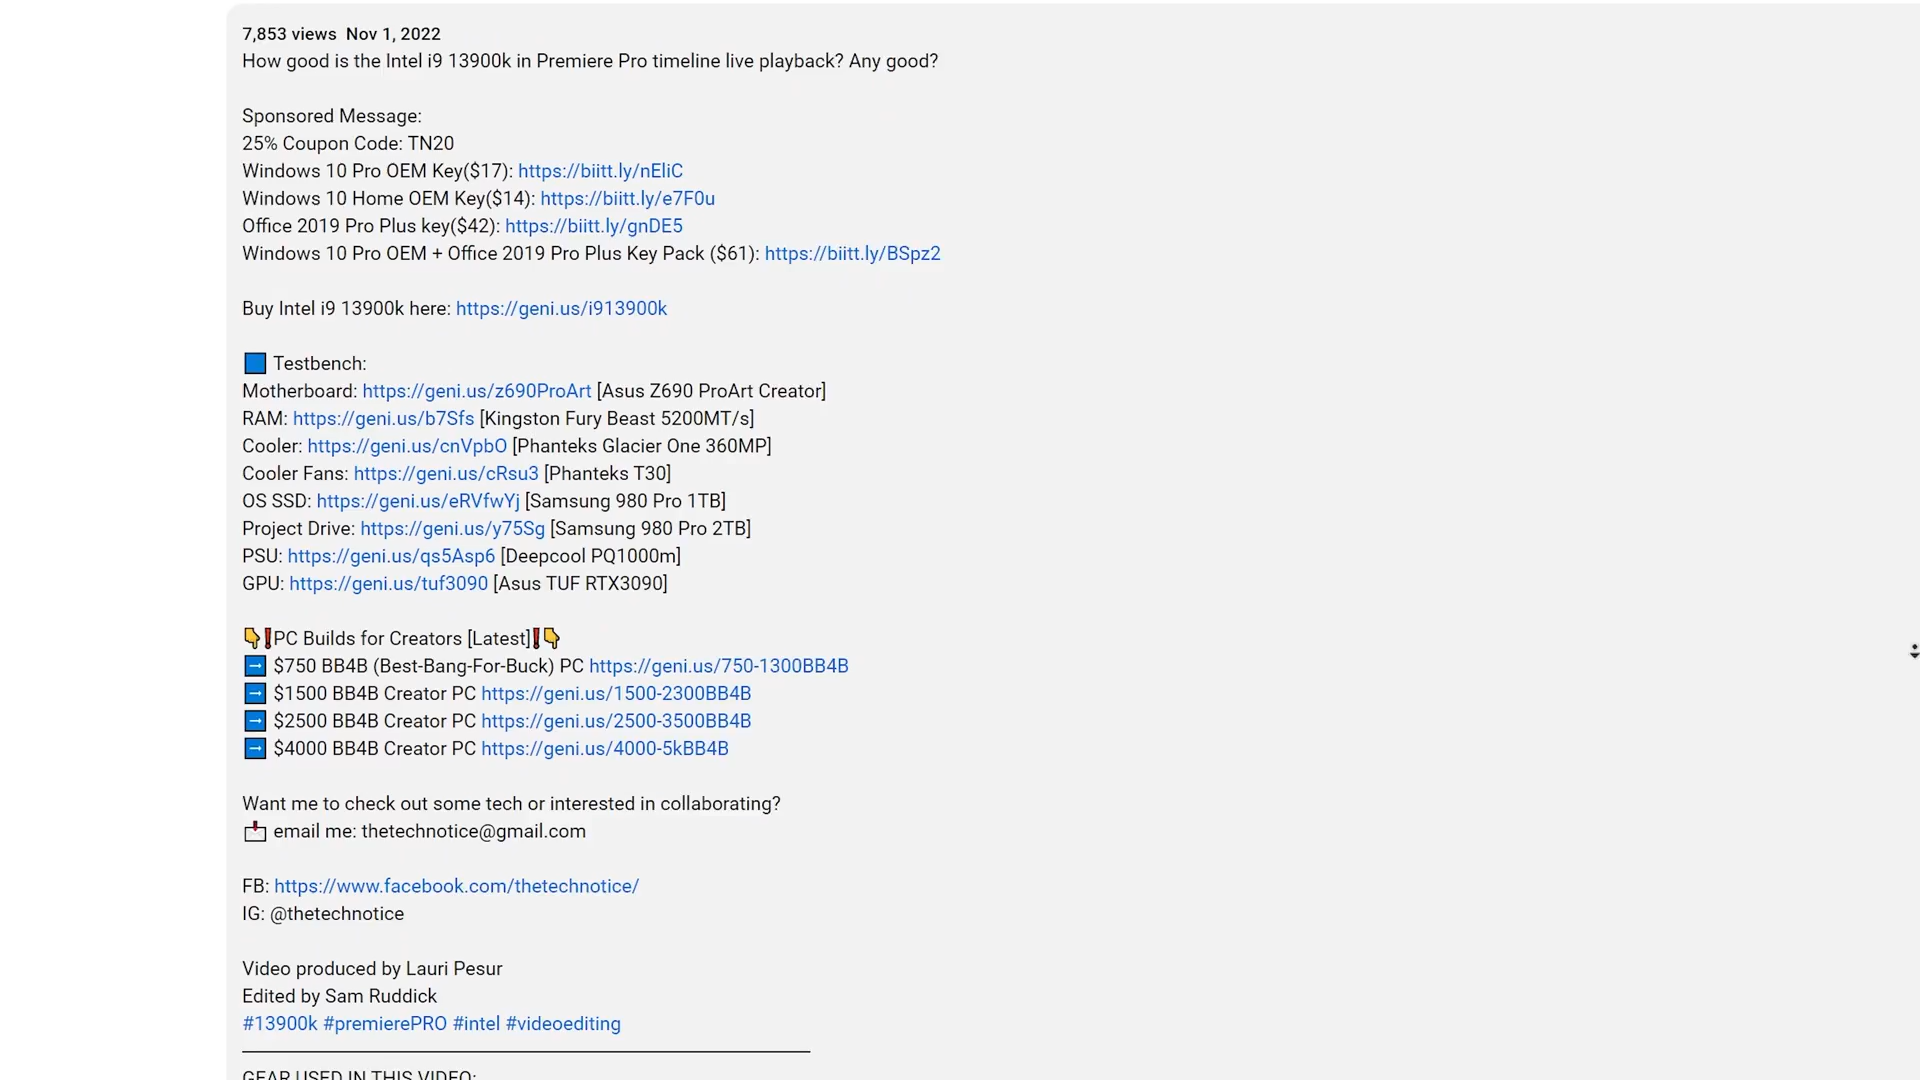 7,853 views  Nov 1, 2022
How good is the Intel i9 13900k in Premiere Pro timeline live playback? Any good?
Sponsored Message:
25% Coupon Code: TN20
Windows 10 Pro OEM Key($17): https://biitt.ly/nEliC
Windows 10 Home OEM Key($14): https://biitt.ly/e7F0u
Office 2019 Pro Plus key($42): https://biitt.ly/gnDE5
Windows 10 Pro OEM + Office 2019 Pro Plus Key Pack ($61): https://biitt.ly/BSpz2
Buy Intel i9 13900k here: https://geni.us/i913900k
🟦 Testbench:
Motherboard: https://geni.us/z690ProArt [Asus Z690 ProArt Creator]
RAM: https://geni.us/b7Sfs [Kingston Fury Beast 5200MT/s]
Cooler: https://geni.us/cnVpbO [Phanteks Glacier One 360MP]
Cooler Fans: https://geni.us/cRsu3 [Phanteks T30]
OS SSD: https://geni.us/eRVfwYj [Samsung 980 Pro 1TB]
Project Drive: https://geni.us/y75Sg [Samsung 980 Pro 2TB]
PSU: https://geni.us/qs5Asp6 [Deepcool PQ1000m]
GPU: https://geni.us/tuf3090 [Asus TUF RTX3090]
👇❗PC Builds for Creators [Latest]❗👇
➡ $750 BB4B (Best-Bang-For-Buck) PC https://geni.us/750-1300BB4B
➡ $1500 BB4B Creator PC https://geni.us/1500-2300BB4B
➡ $2500 BB4B Creator PC https://geni.us/2500-3500BB4B
➡ $4000 BB4B Creator PC https://geni.us/4000-5kBB4B
Want me to check out some tech or interested in collaborating?
📩 email me: thetechnotice@gmail.com
FB: https://www.facebook.com/thetechnotice/
IG: @thetechnotice
Video produced by Lauri Pesur
Edited by Sam Ruddick
#13900k #premierePRO #intel #videoediting
GEAR USED IN THIS VIDEO: